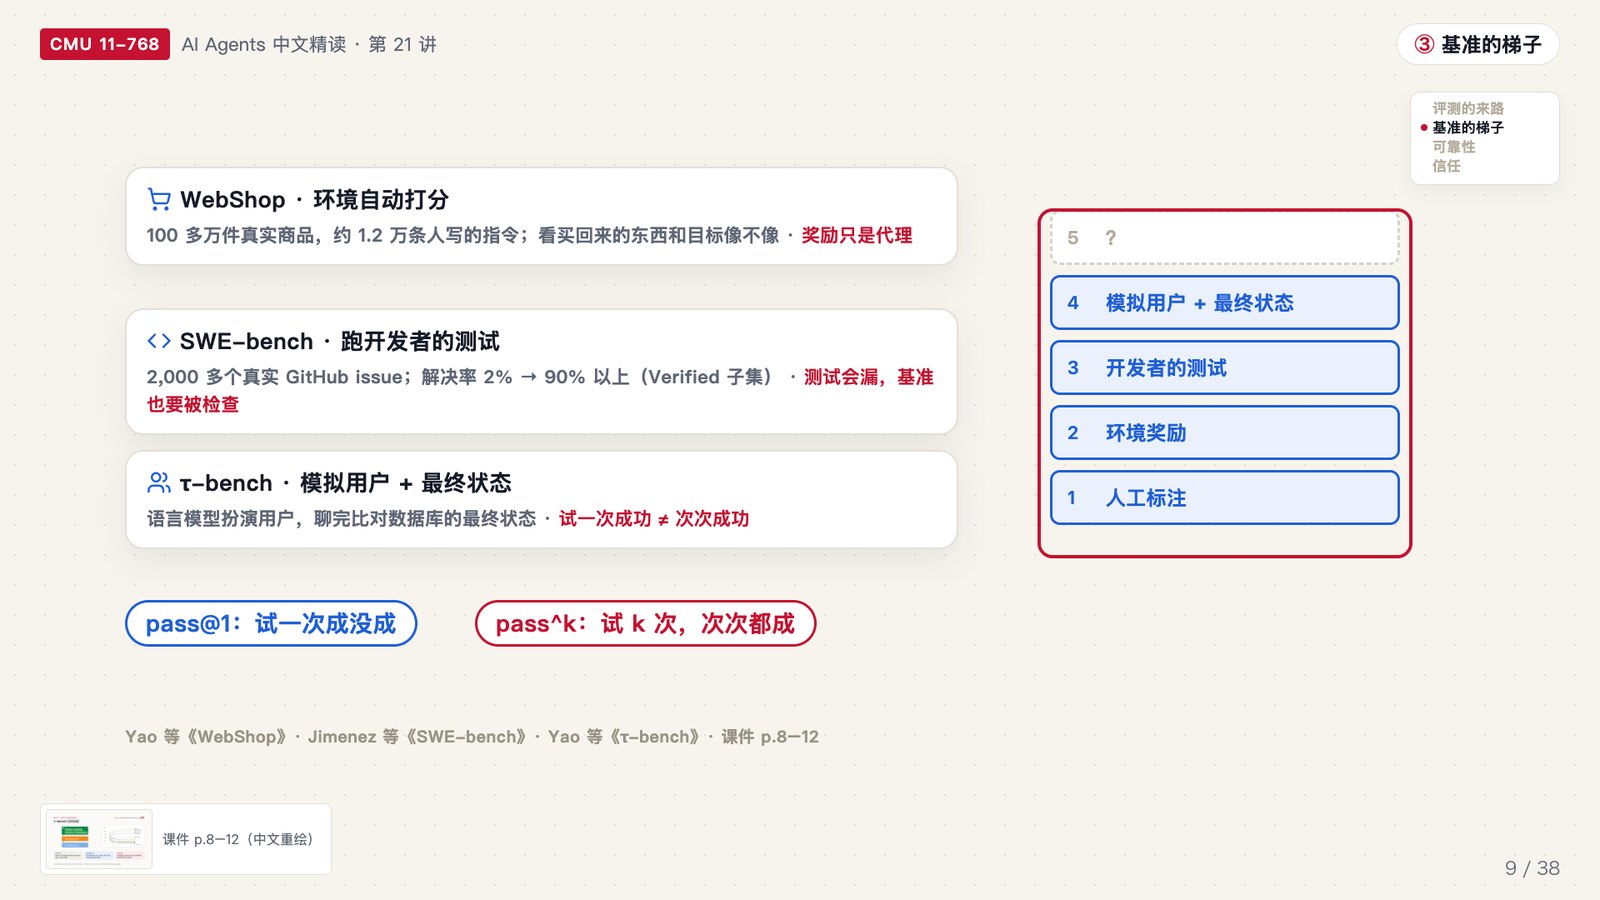 CMU 11-768 AI Agents 中文精读 · 第 21 讲
③ 基准的梯子
评测的来路
基准的梯子
可靠性
信任
WebShop · 环境自动打分
100 多万件真实商品，约 1.2 万条人写的指令；看买回来的东西和目标像不像 · 奖励只是代理
SWE-bench · 跑开发者的测试
2,000 多个真实 GitHub issue；解决率 2% → 90% 以上（Verified 子集） · 测试会漏，基准
也要被检查
τ-bench · 模拟用户 + 最终状态
语言模型扮演用户，聊完比对数据库的最终状态 · 试一次成功 ≠ 次次成功
5 ?
4 模拟用户 + 最终状态
3 开发者的测试
2 环境奖励
1 人工标注
pass@1：试一次成没成
pass^k：试 k 次，次次都成
Yao 等《WebShop》· Jimenez 等《SWE-bench》· Yao 等《τ-bench》· 课件 p.8–12
课件 p.8–12（中文重绘）
9 / 38